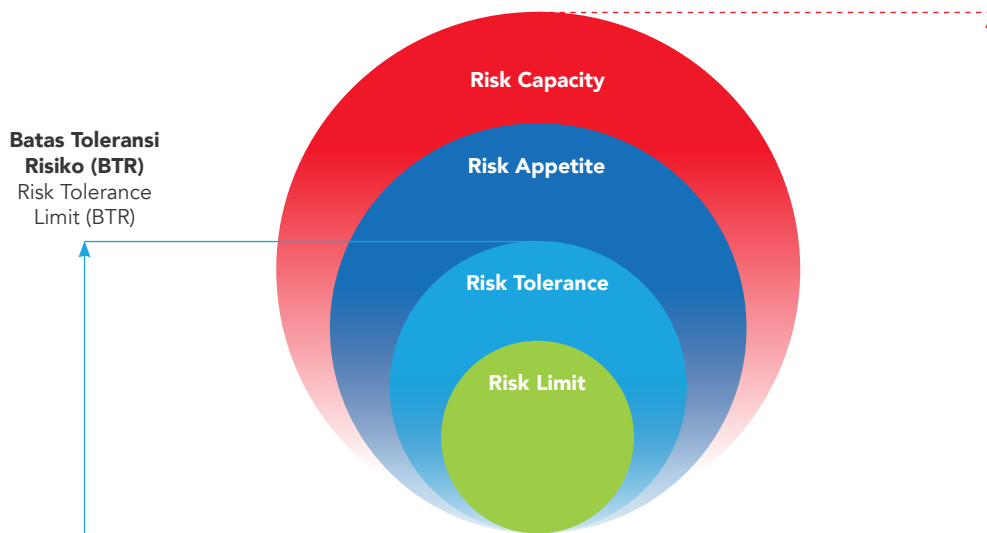 Risk Capacity
Batas Toleransi
Risiko (BTR)
Risk Tolerance
Limit (BTR)
Risk Appetite
Risk Tolerance
Risk Limit